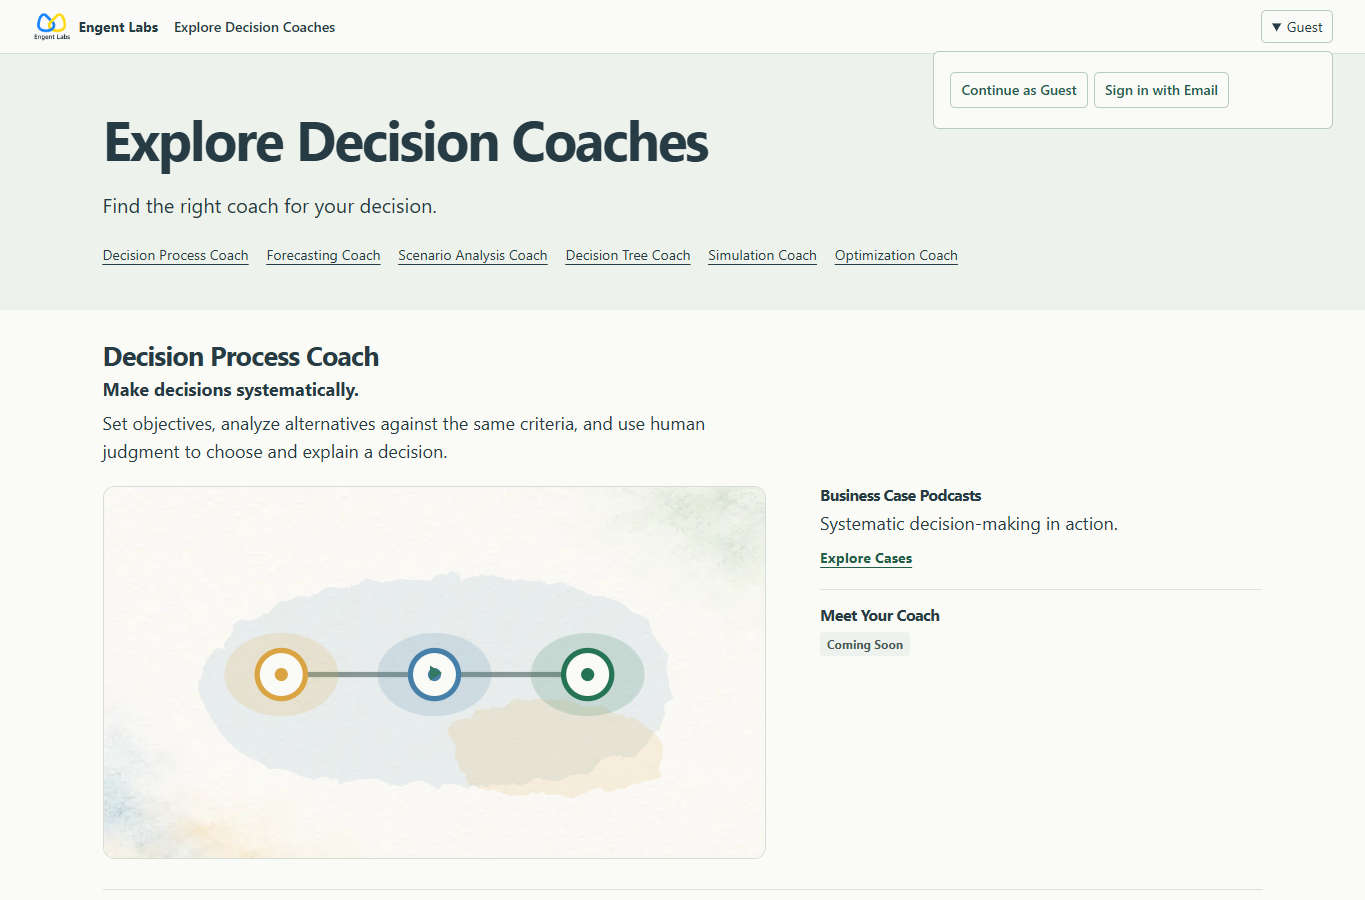 Engent Labs
Engent Labs
Explore Decision Coaches
▼ Guest
Continue as Guest
Sign in with Email
Explore Decision Coaches
Find the right coach for your decision.
Decision Process Coach
Forecasting Coach
Scenario Analysis Coach
Decision Tree Coach
Simulation Coach
Optimization Coach
Decision Process Coach
Make decisions systematically.
Set objectives, analyze alternatives against the same criteria, and use human
judgment to choose and explain a decision.
Business Case Podcasts
Systematic decision-making in action.
Explore Cases
Meet Your Coach
Coming Soon